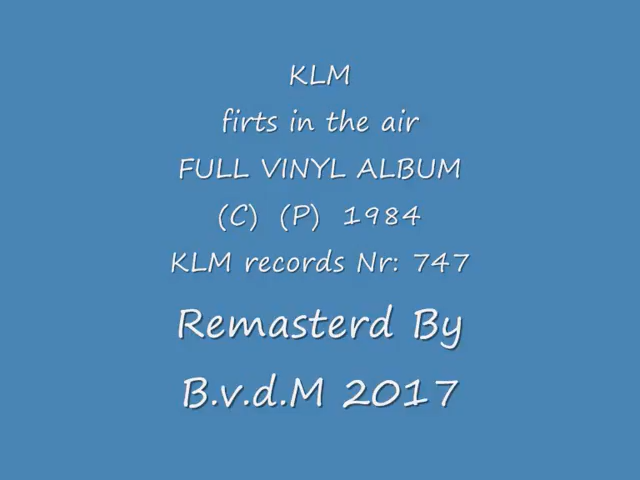 KLM
firts in the air
FULL VINYL ALBUM
(C) (P) 1984
KLM records Nr: 747
Remasterd By
B.v.d.M 2017